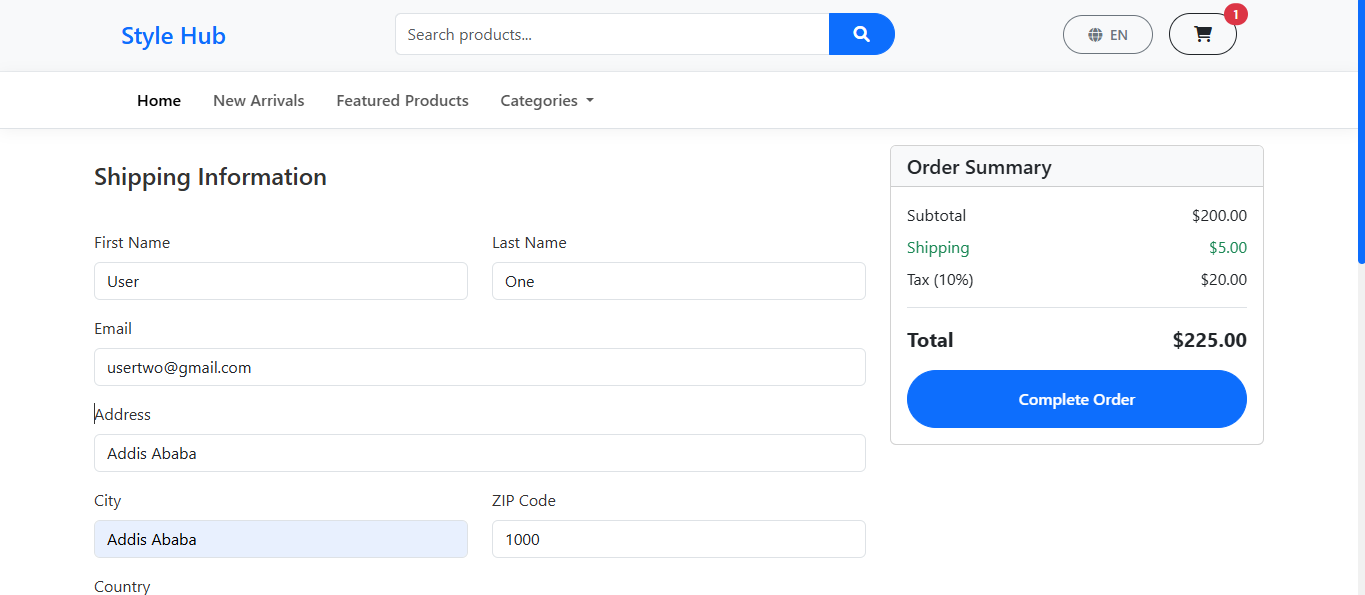 Style Hub
Search products...
EN
1
Home New Arrivals Featured Products Categories
Shipping Information
First Name Last Name
User One
Email
usertwo@gmail.com
Address
Addis Ababa
City ZIP Code
Addis Ababa 1000
Country
Order Summary
Subtotal $200.00
Shipping $5.00
Tax (10%) $20.00
Total $225.00
Complete Order